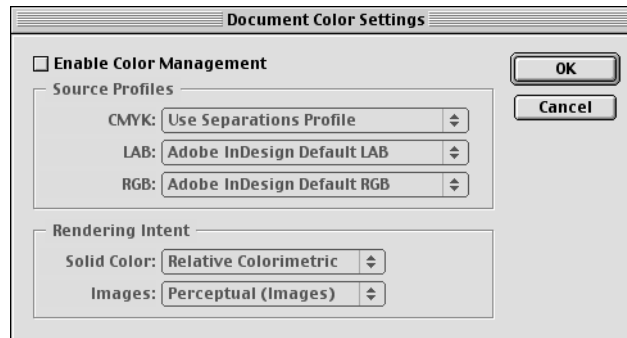 Document Color Settings
Enable Color Management
OK
Cancel
Source Profiles
CMYK: Use Separations Profile
LAB: Adobe InDesign Default LAB
RGB: Adobe InDesign Default RGB
Rendering Intent
Solid Color: Relative Colorimetric
Images: Perceptual (Images)